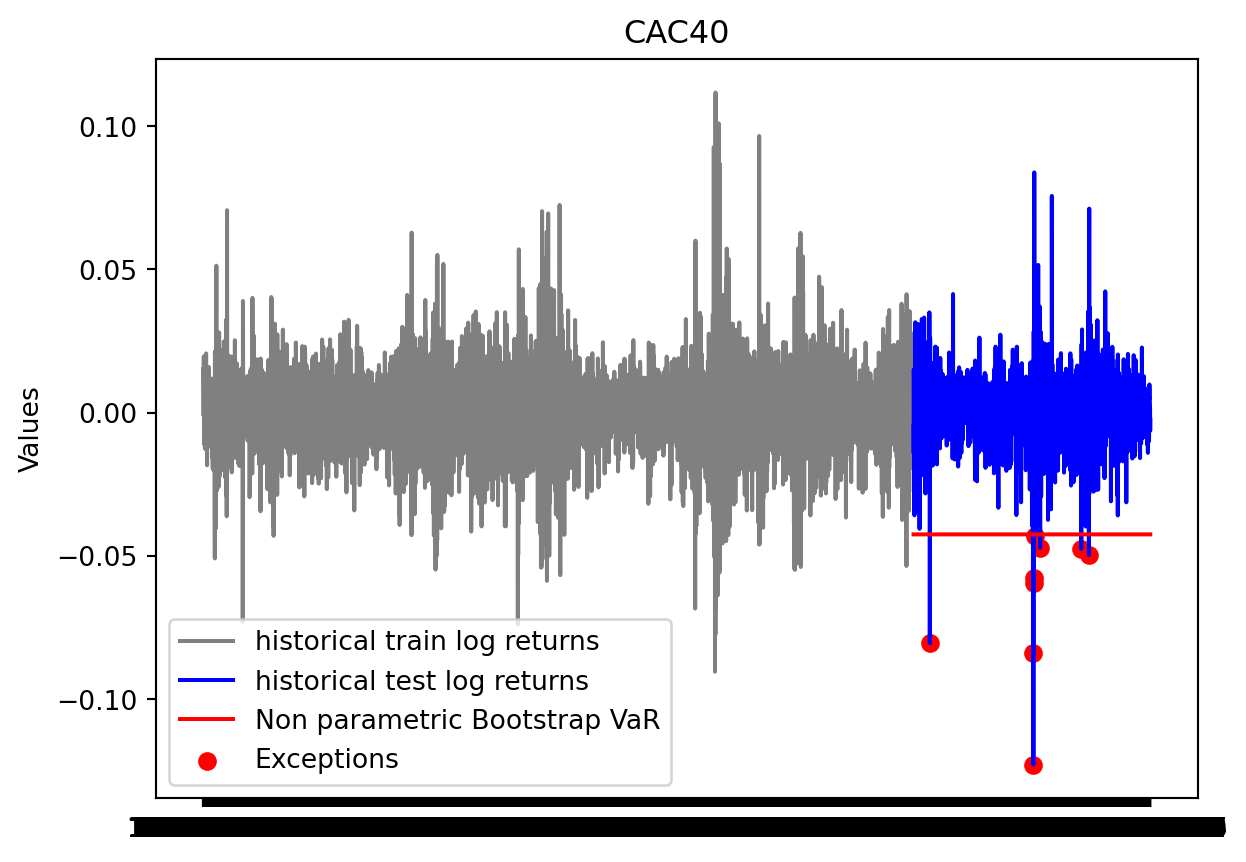 CAC40
0.10
0.05
0.00
−0.05
−0.10
Values
historical train log returns
historical test log returns
Non parametric Bootstrap VaR
Exceptions